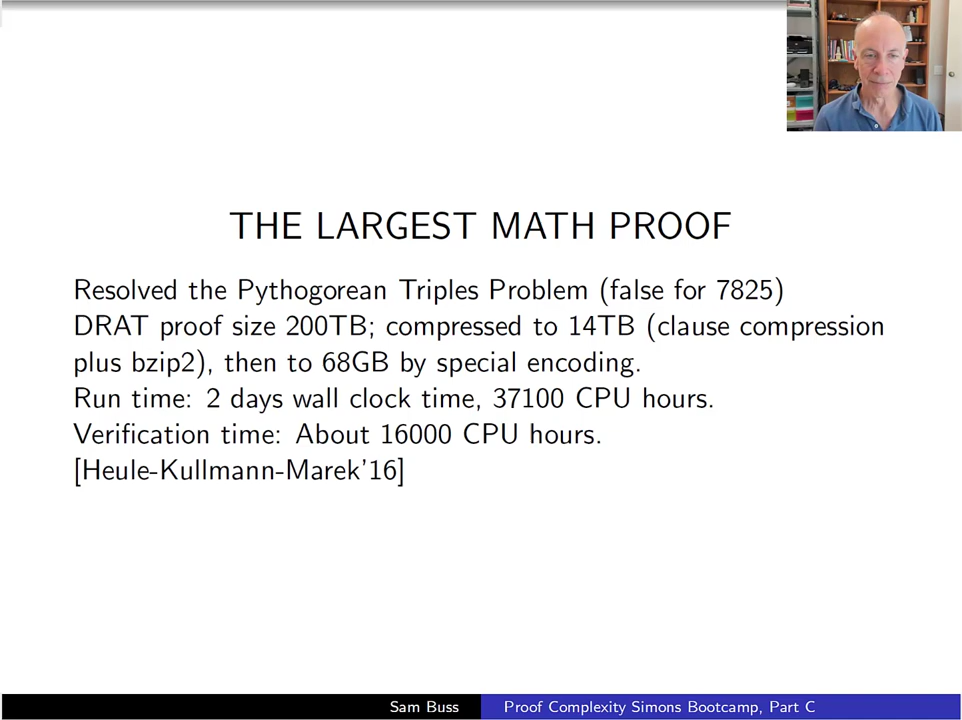 THE LARGEST MATH PROOF
Resolved the Pythogorean Triples Problem (false for 7825)
DRAT proof size 200TB; compressed to 14TB (clause compression
plus bzip2), then to 68GB by special encoding.
Run time: 2 days wall clock time, 37100 CPU hours.
Verification time: About 16000 CPU hours.
[Heule-Kullmann-Marek'16]
Sam Buss
Proof Complexity Simons Bootcamp, Part C